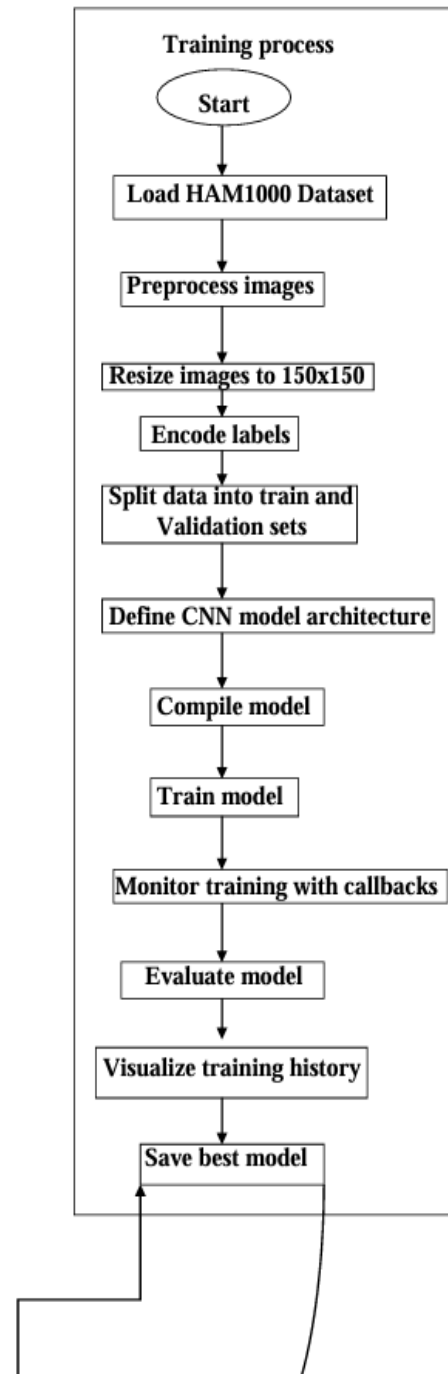 Training process
Start
Load HAM1000 Dataset
Preprocess images
Resize images to 150x150
Encode labels
Split data into train and
Validation sets
Define CNN model architecture
Compile model
Train model
Monitor training with callbacks
Evaluate model
Visualize training history
Save best model